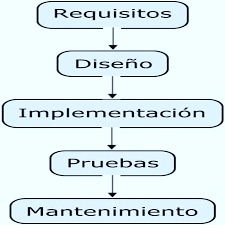 Requisitos
Diseño
Implementación
Pruebas
Mantenimiento